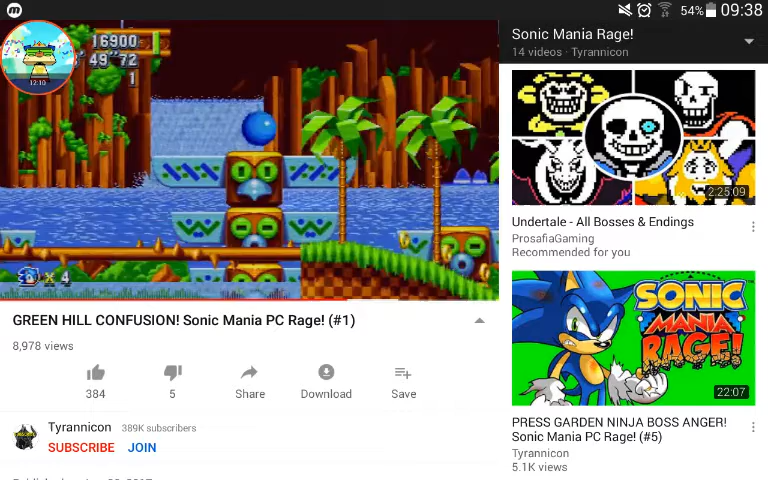 54% 09:38
16900
49 72
1
12:10
x 4
GREEN HILL CONFUSION! Sonic Mania PC Rage! (#1)
8,978 views
384
5
Share
Download
Save
Tyrannicon 389K subscribers
SUBSCRIBE JOIN
Sonic Mania Rage!
14 videos · Tyrannicon
2:25:09
Undertale - All Bosses & Endings
ProsafiaGaming
Recommended for you
SONIC
MANIA
RAGE!
22:07
PRESS GARDEN NINJA BOSS ANGER!
Sonic Mania PC Rage! (#5)
Tyrannicon
5.1K views